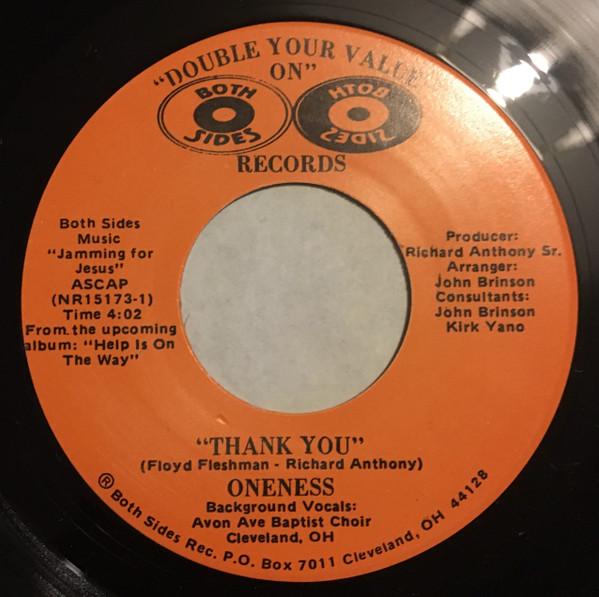 "DOUBLE YOUR VALUE
ON"
BOTH
SIDES
BOTH
SIDES
RECORDS
Both Sides
Music
"Jamming for
Jesus"
ASCAP
(NR15173-1)
Time 4:02
From the upcoming
album: "Help Is On
The Way"
Producer:
Richard Anthony Sr.
Arranger:
John Brinson
Consultants:
John Brinson
Kirk Yano
"THANK YOU"
(Floyd Fleshman - Richard Anthony)
ONENESS
Background Vocals:
Avon Ave Baptist Choir
Cleveland, OH
® Both Sides Rec. P.O. Box 7011 Cleveland, OH 44128